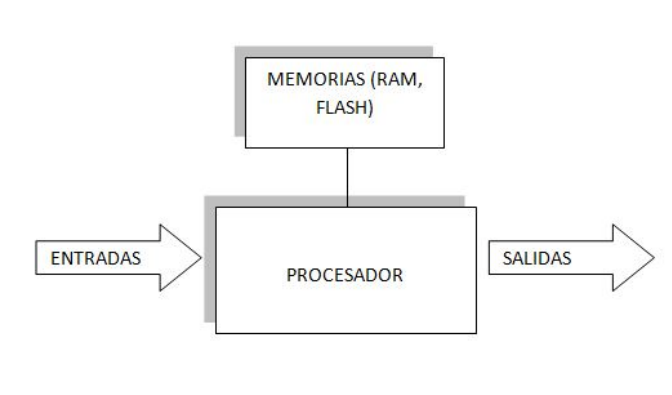 MEMORIAS (RAM,
FLASH)
ENTRADAS
PROCESADOR
SALIDAS